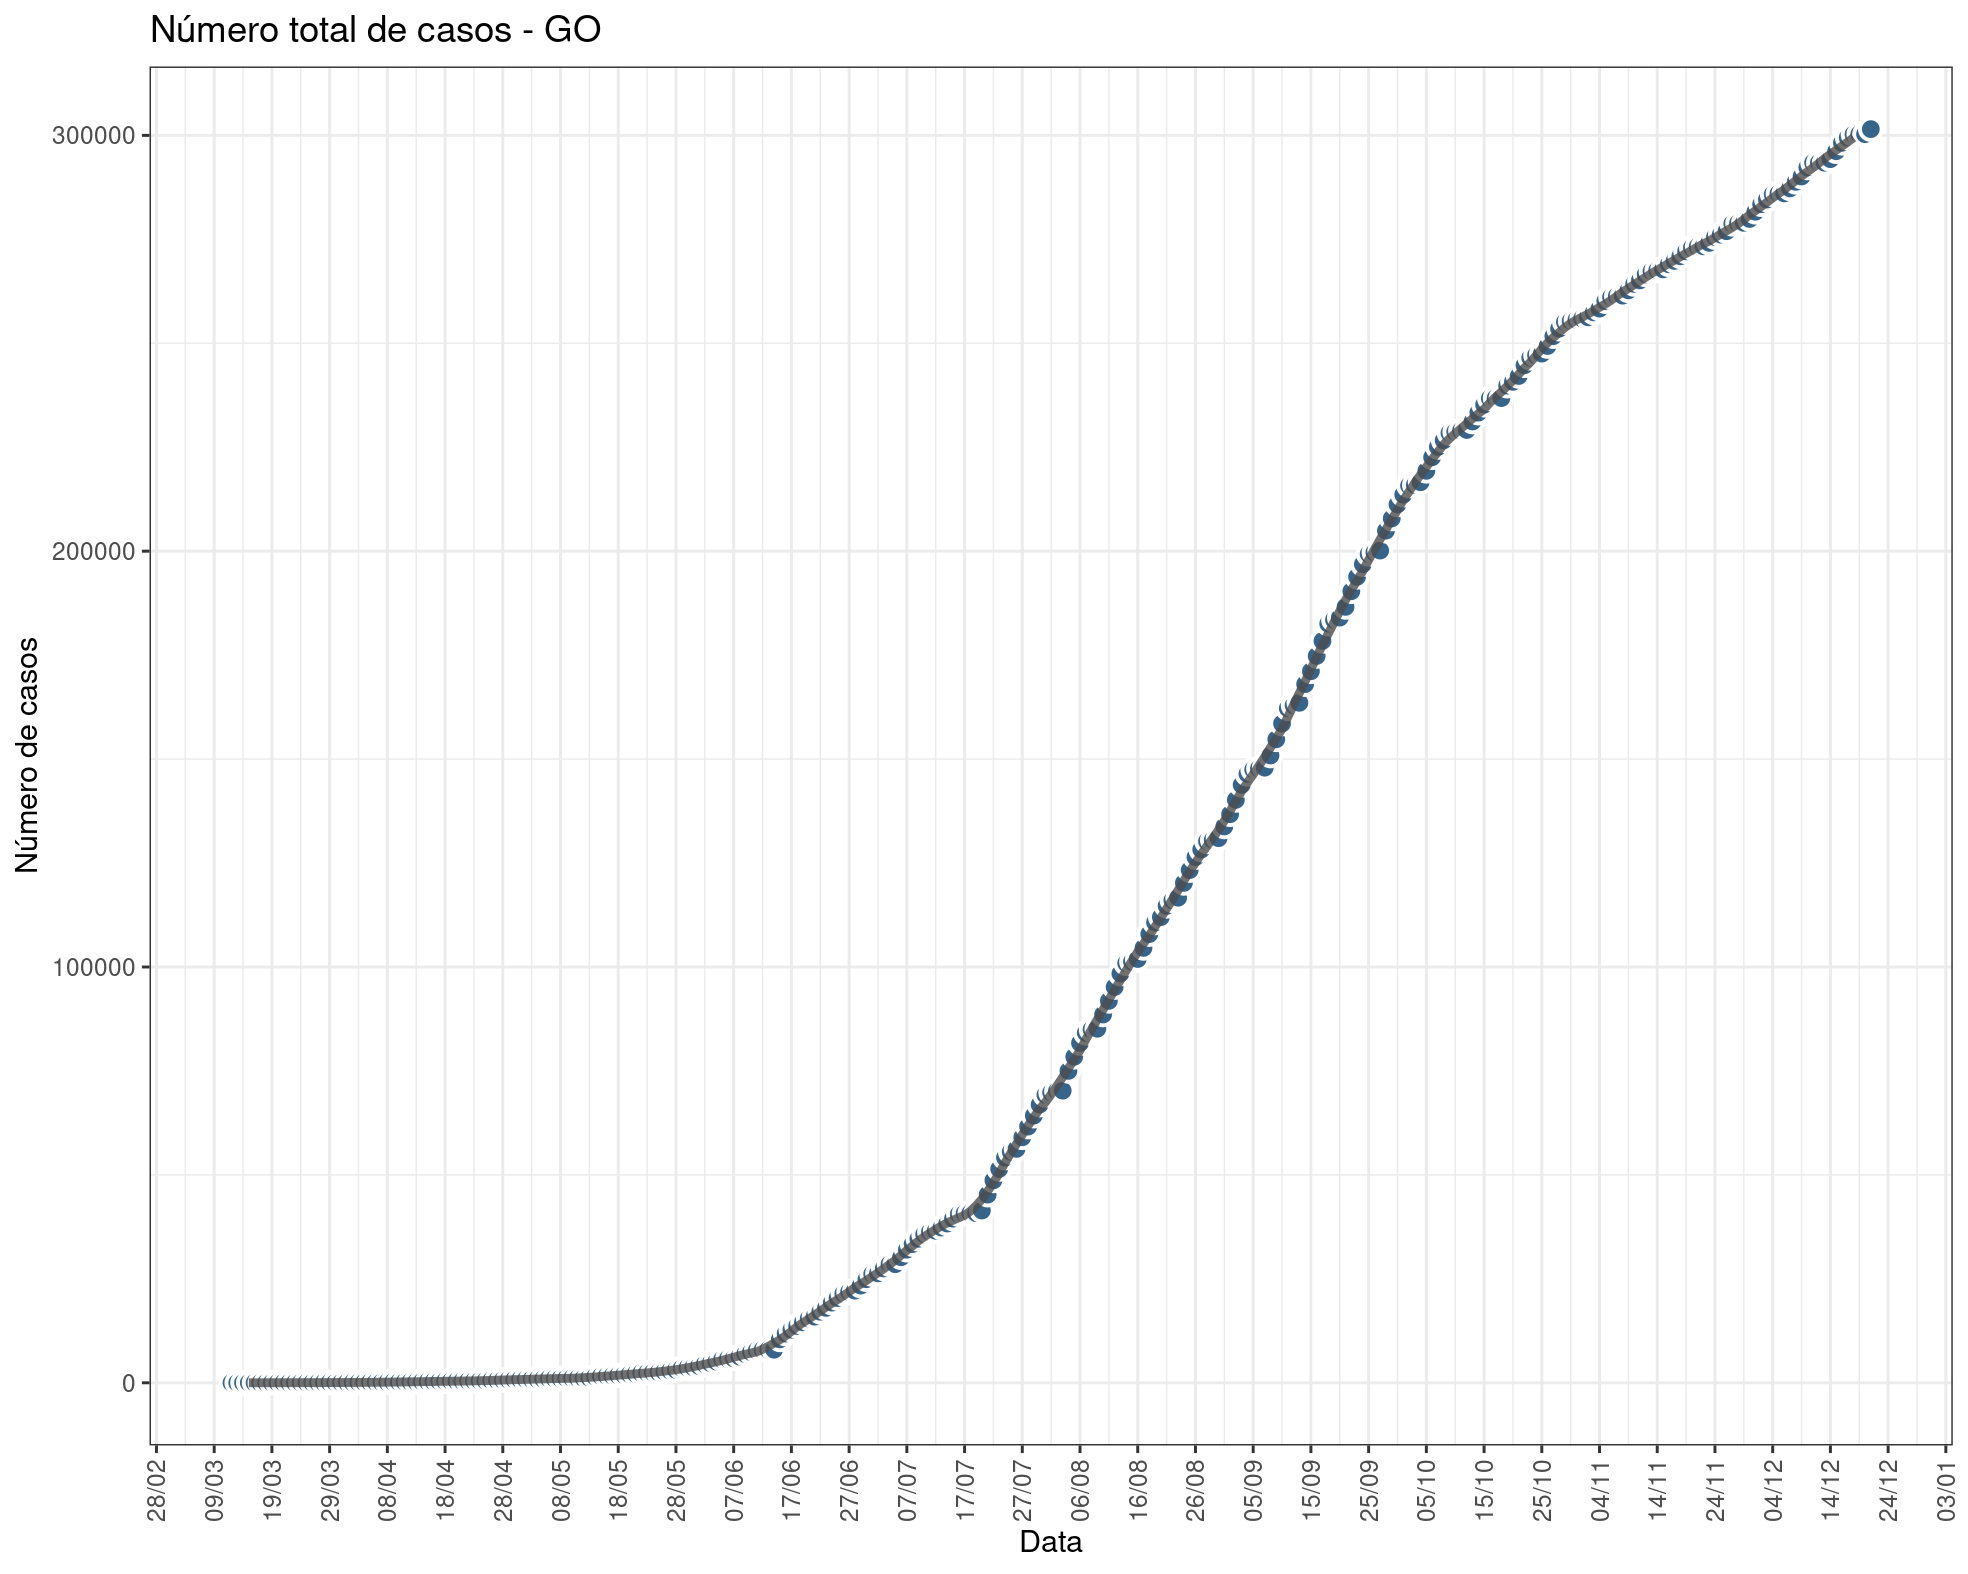 Número total de casos - GO
Número de casos
300000
200000
100000
0
28/02 09/03 19/03 29/03 08/04 18/04 28/04 08/05 18/05 28/05 07/06 17/06 27/06 07/07 17/07 27/07 06/08 16/08 26/08 05/09 15/09 25/09 05/10 15/10 25/10 04/11 14/11 24/11 04/12 14/12 24/12 03/01
Data